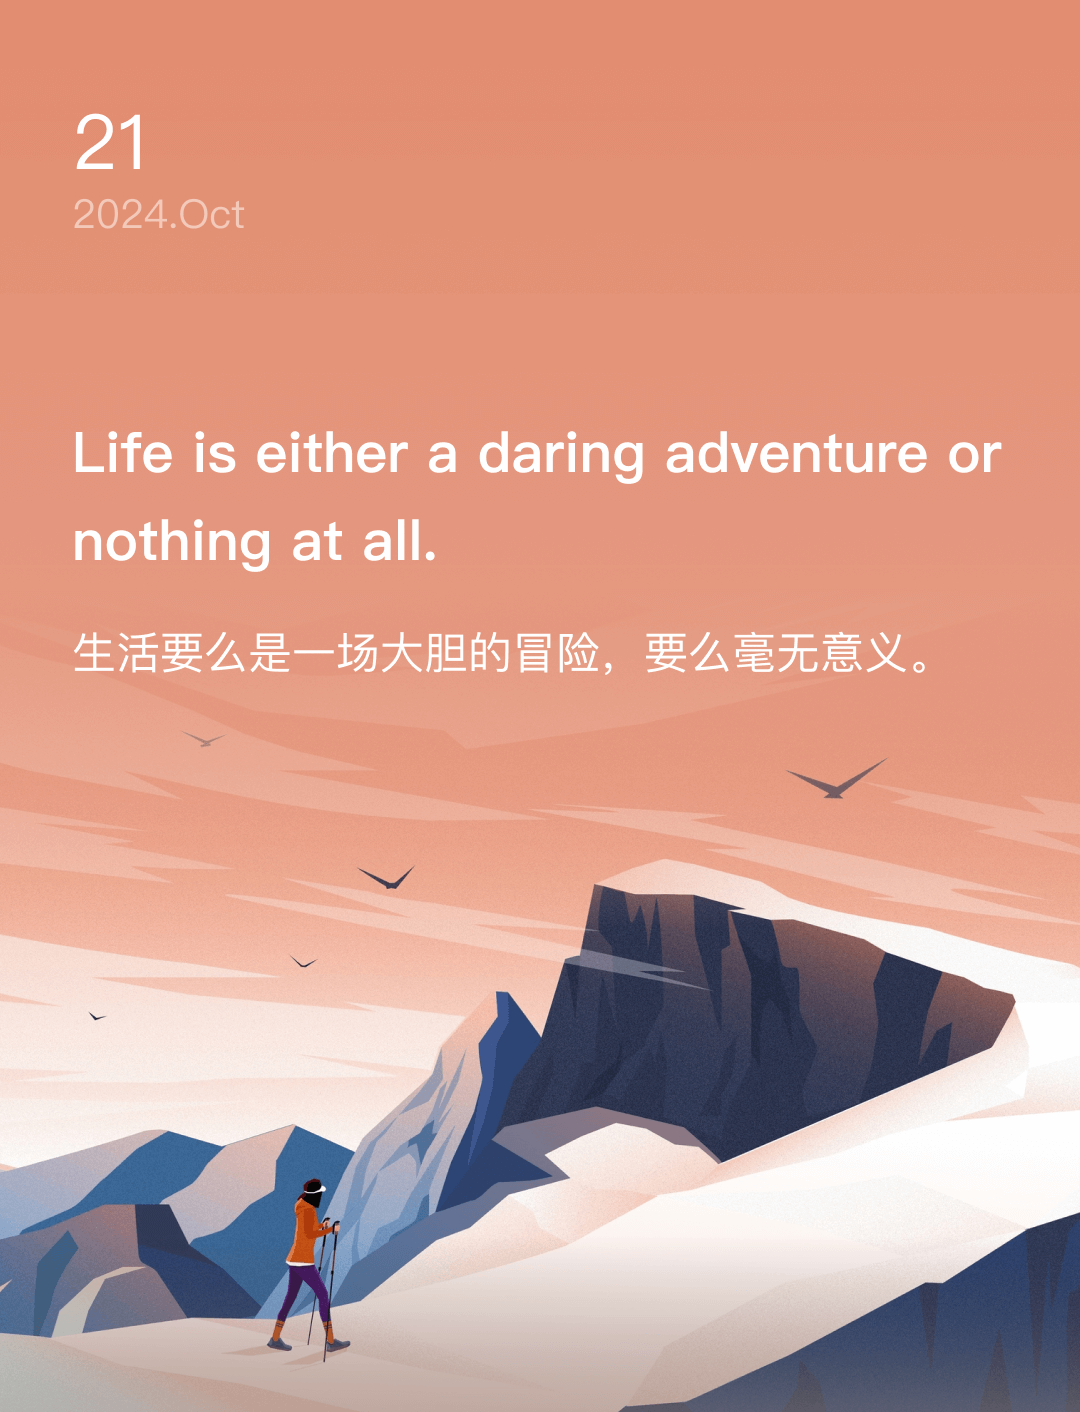 21
2024.Oct
Life is either a daring adventure or
nothing at all.
生活要么是一场大胆的冒险，要么毫无意义。